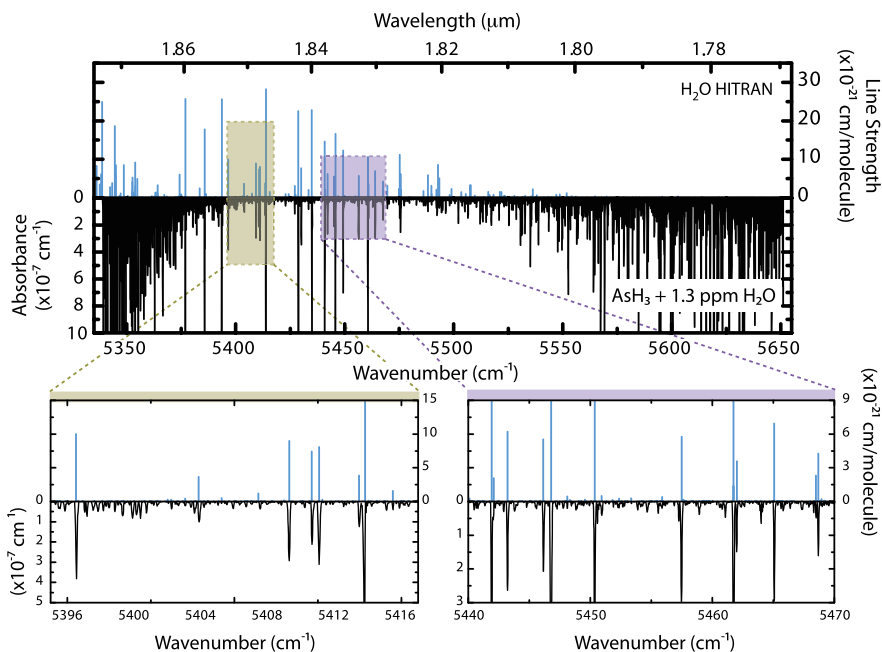 Wavelength (μm)
1.86 1.84 1.82 1.80 1.78
H₂O HITRAN
30
20
10
0
Line Strength
(x10⁻²¹ cm/molecule)
0
2
4
6
8
10
Absorbance
(x10⁻⁷ cm⁻¹)
AsH₃ + 1.3 ppm H₂O
5350 5400 5450 5500 5550 5600 5650
Wavenumber (cm⁻¹)
15
10
5
0
0
1
2
3
4
5
(x10⁻⁷ cm⁻¹)
5396 5400 5404 5408 5412 5416
Wavenumber (cm⁻¹)
9
6
3
0
(x10⁻²¹ cm/molecule)
0
1
2
3
5440 5450 5460 5470
Wavenumber (cm⁻¹)